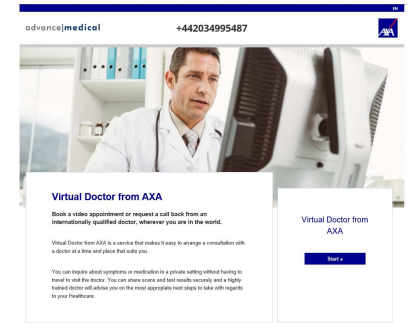 EN
advance|medical
+442034995487
AXA
Virtual Doctor from AXA
Book a video appointment or request a call back from an
internationally qualified doctor, wherever you are in the world.
Virtual Doctor from AXA is a service that makes it easy to arrange a consultation with
a doctor at a time and place that suits you.
You can inquire about symptoms or medication in a private setting without having to
travel to visit the doctor. You can share scans and test results securely and a highly
trained doctor will advise you on the most appropiate next steps to take with regards
to your Healthcare.
Virtual Doctor from
AXA
Start »